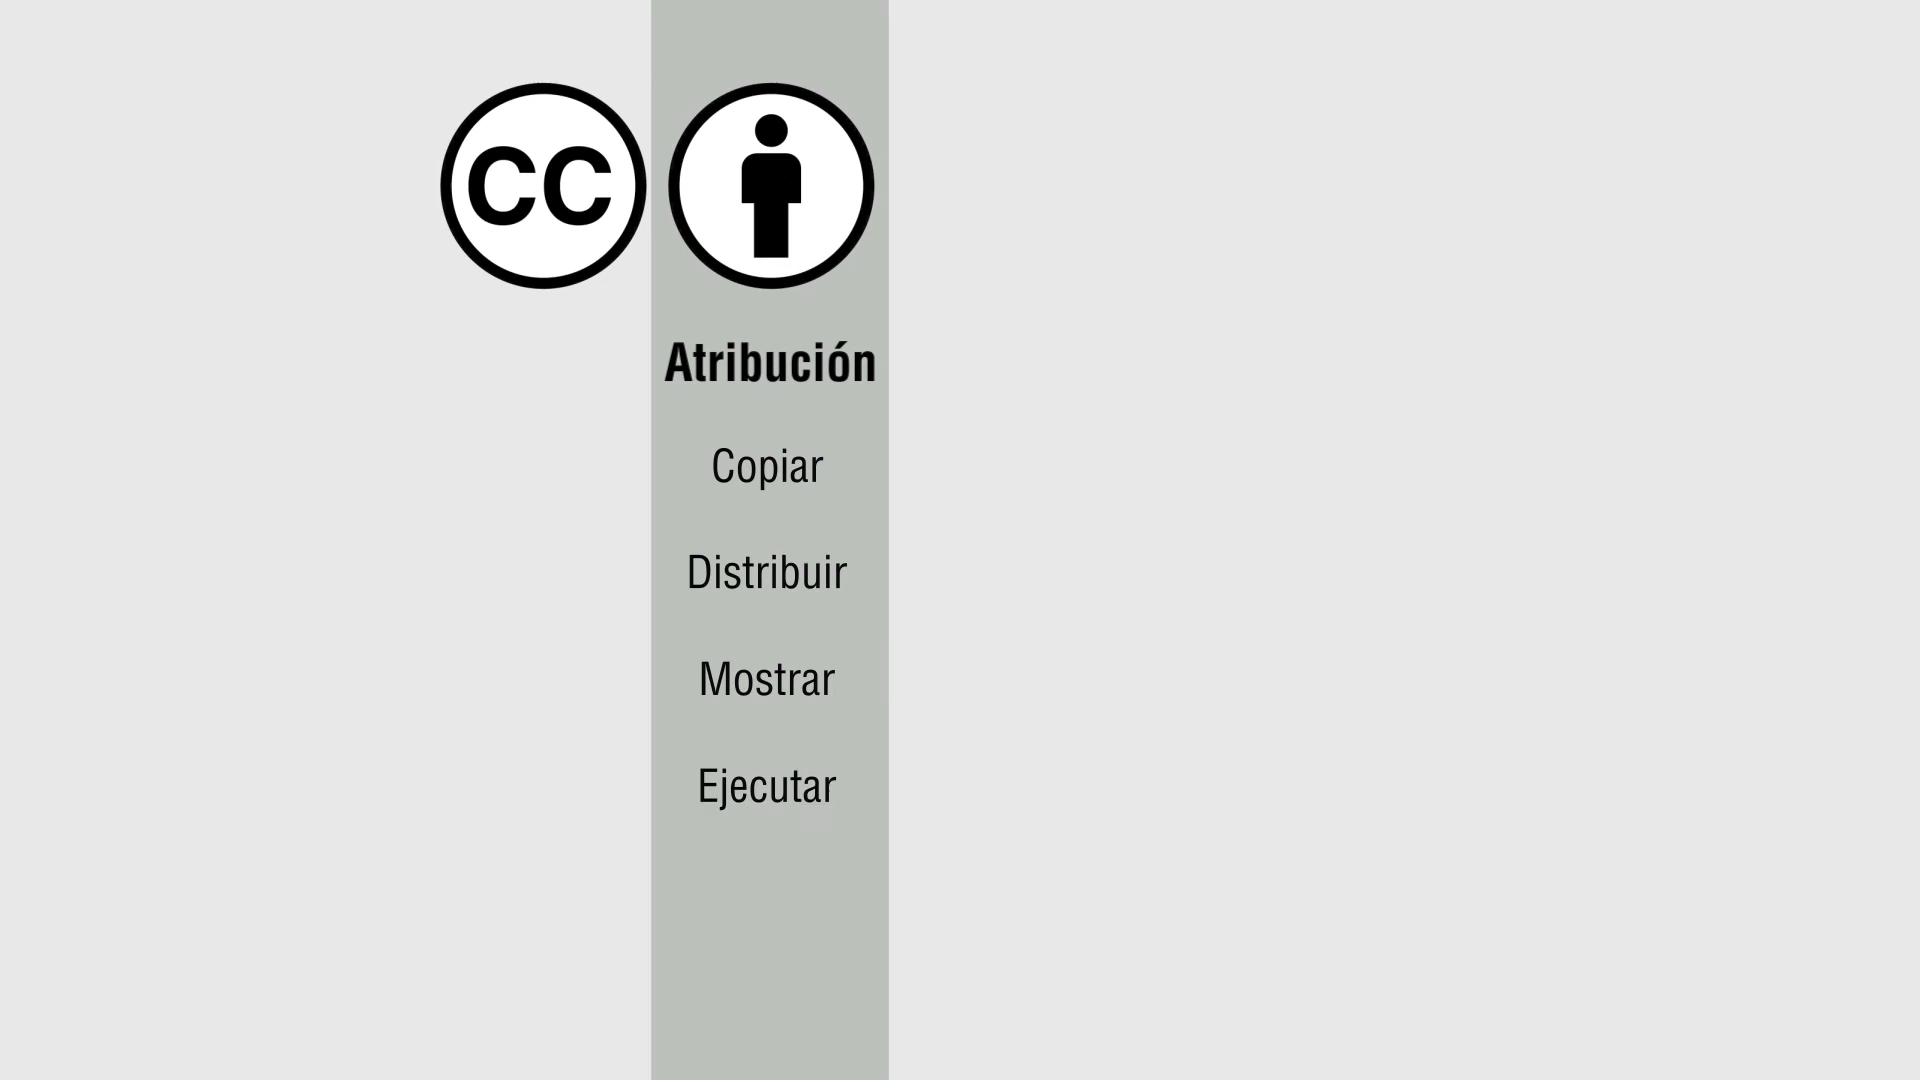 CC
Atribución
Copiar
Distribuir
Mostrar
Ejecutar